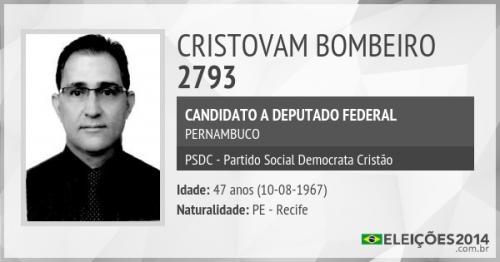 CRISTOVAM BOMBEIRO
2793
CANDIDATO A DEPUTADO FEDERAL
PERNAMBUCO
PSDC - Partido Social Democrata Cristão
Idade: 47 anos (10-08-1967)
Naturalidade: PE - Recife
ELEIÇÕES2014
.com.br